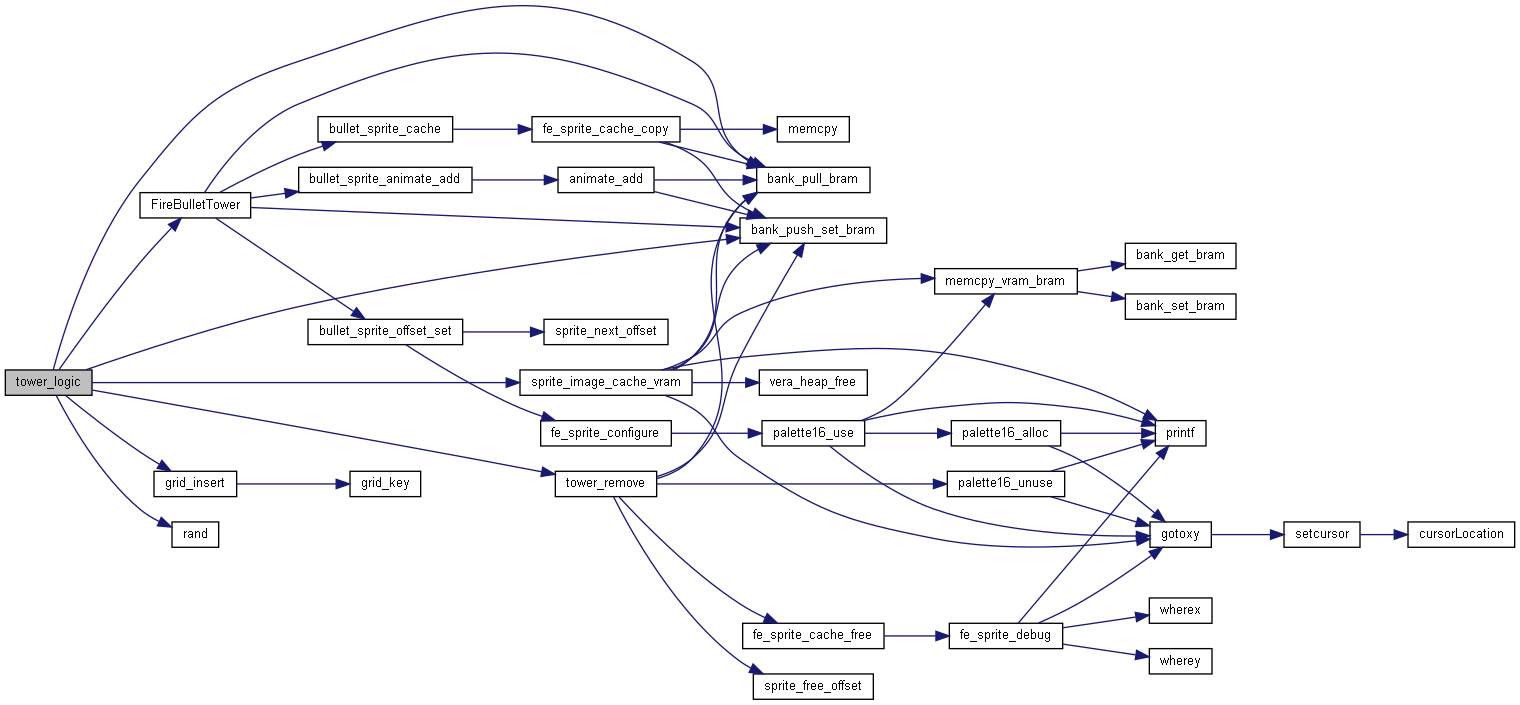 tower_logic
FireBulletTower
grid_insert
rand
bullet_sprite_cache
bullet_sprite_animate_add
bullet_sprite_offset_set
grid_key
fe_sprite_cache_copy
animate_add
sprite_next_offset
sprite_image_cache_vram
fe_sprite_configure
tower_remove
memcpy
bank_pull_bram
bank_push_set_bram
vera_heap_free
palette16_use
fe_sprite_cache_free
sprite_free_offset
memcpy_vram_bram
palette16_alloc
palette16_unuse
fe_sprite_debug
bank_get_bram
bank_set_bram
printf
gotoxy
wherex
wherey
setcursor
cursorLocation